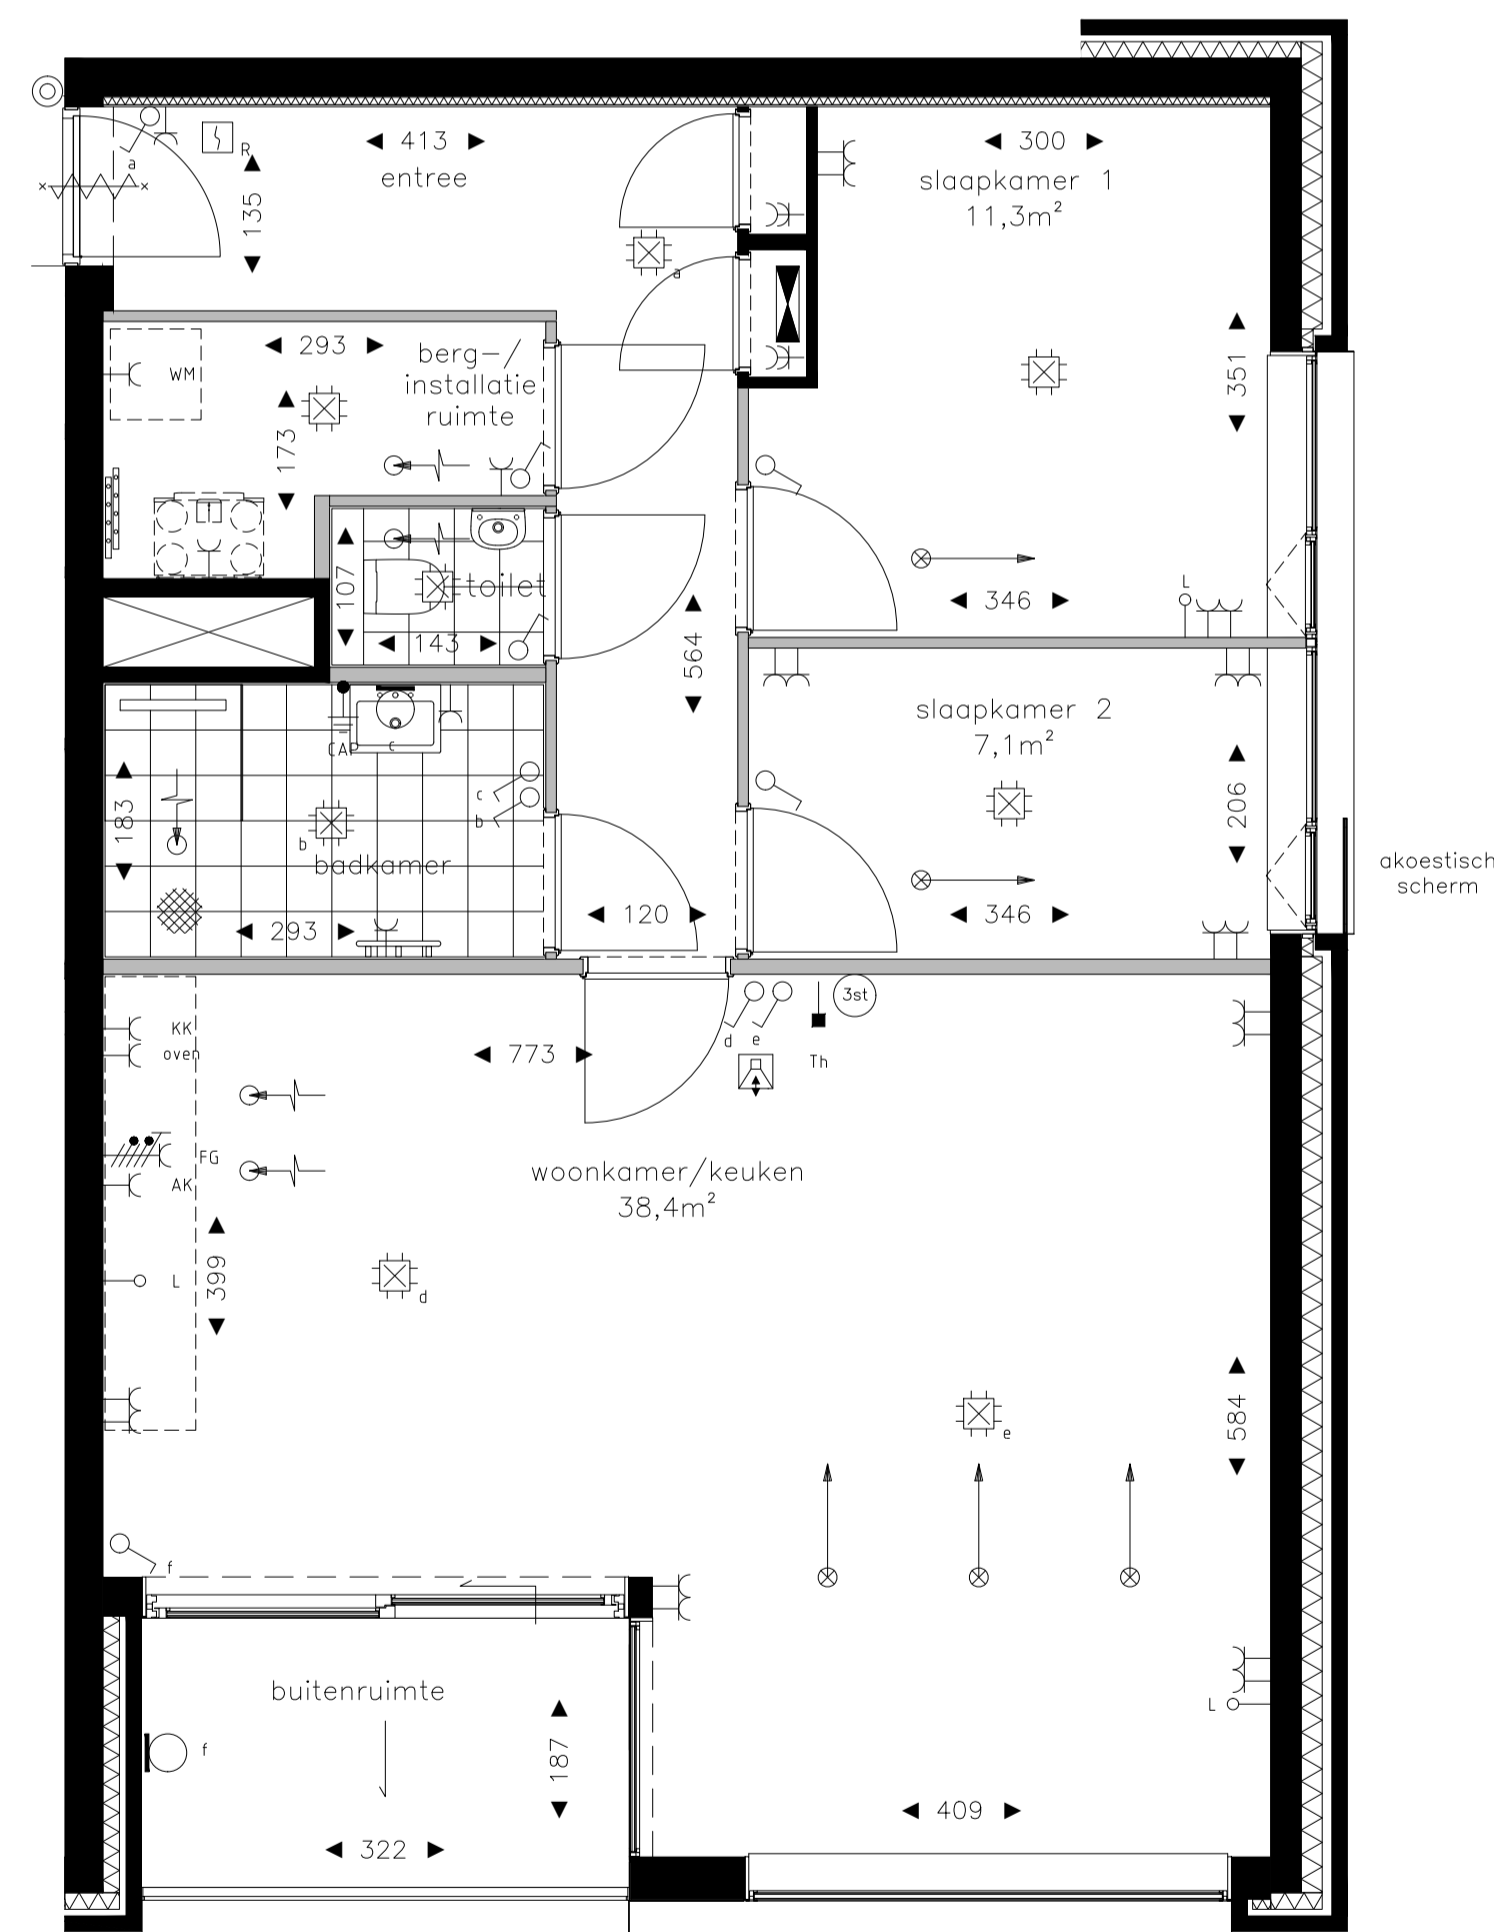 413
entree
R
a
135
300
slaapkamer 1
11,3m²
a
293
berg-/
installatie
ruimte
WM
173
351
107
toilet
143
346
L
564
slaapkamer 2
7,1m²
CAP
c
c
b
183
b
badkamer
293
120
346
206
akoestisch
scherm
KK
oven
773
d
e
3st
Th
FG
AK
woonkamer/keuken
38,4m²
L
399
d
584
e
f
buitenruimte
f
187
322
409
L